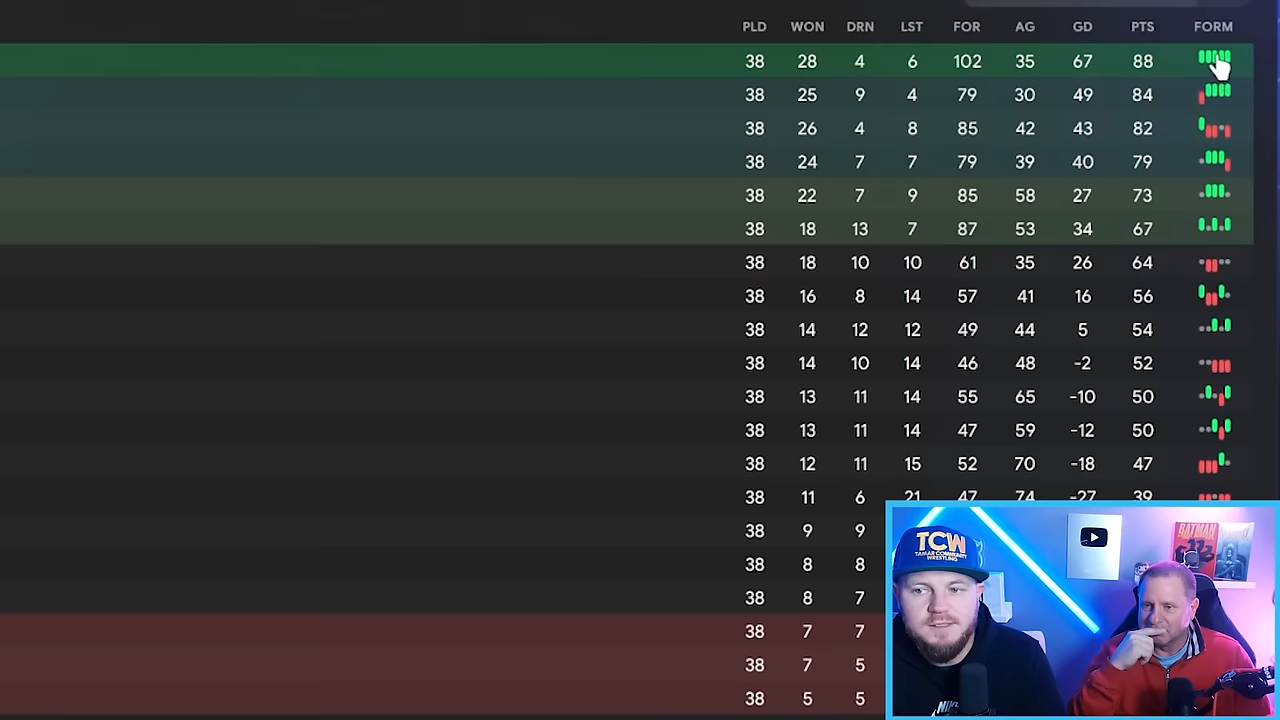 PLD WON DRN LST FOR AG GD PTS FORM
38 28 4 6 102 35 67 88
38 25 9 4 79 30 49 84
38 26 4 8 85 42 43 82
38 24 7 7 79 39 40 79
38 22 7 9 85 58 27 73
38 18 13 7 87 53 34 67
38 18 10 10 61 35 26 64
38 16 8 14 57 41 16 56
38 14 12 12 49 44 5 54
38 14 10 14 46 48 -2 52
38 13 11 14 55 65 -10 50
38 13 11 14 47 59 -12 50
38 12 11 15 52 70 -18 47
38 11 6 21 47 74 -27 39
38 9 9
38 8 8
38 8 7
38 7 7
38 7 5
38 5 5
TCW
TAMAR COMMUNITY
WRESTLING
BATMAN
NIKE